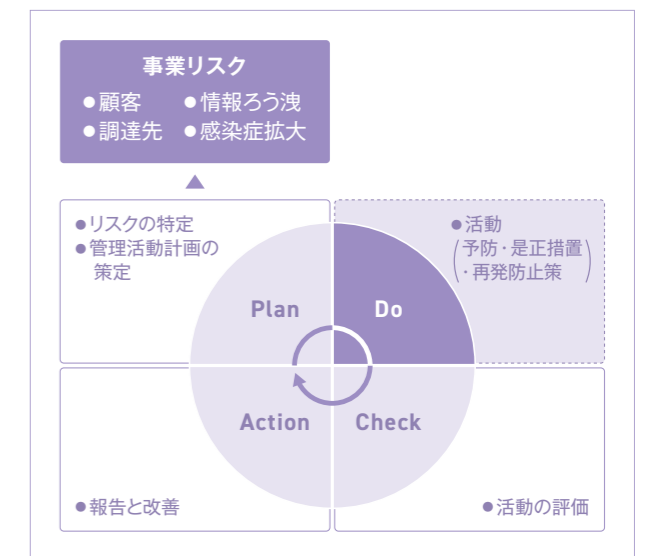 事業リスク
●顧客 ●情報ろう洩
●調達先 ●感染症拡大
●リスクの特定
●管理活動計画の
策定
●活動
(予防・是正措置
・再発防止策)
Plan
Do
Action
Check
●報告と改善
●活動の評価